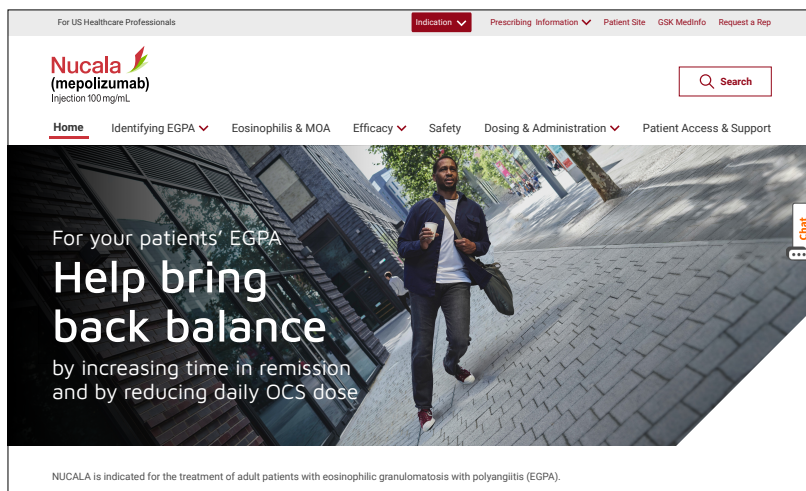 For US Healthcare Professionals
Indication
Prescribing Information
Patient Site
GSK MedInfo
Request a Rep
Nucala
(mepolizumab)
Injection 100 mg/mL
Search
Home
Identifying EGPA
Eosinophilis & MOA
Efficacy
Safety
Dosing & Administration
Patient Access & Support
For your patients’ EGPA
Help bring
back balance
by increasing time in remission
and by reducing daily OCS dose
Chat
NUCALA is indicated for the treatment of adult patients with eosinophilic granulomatosis with polyangiitis (EGPA).